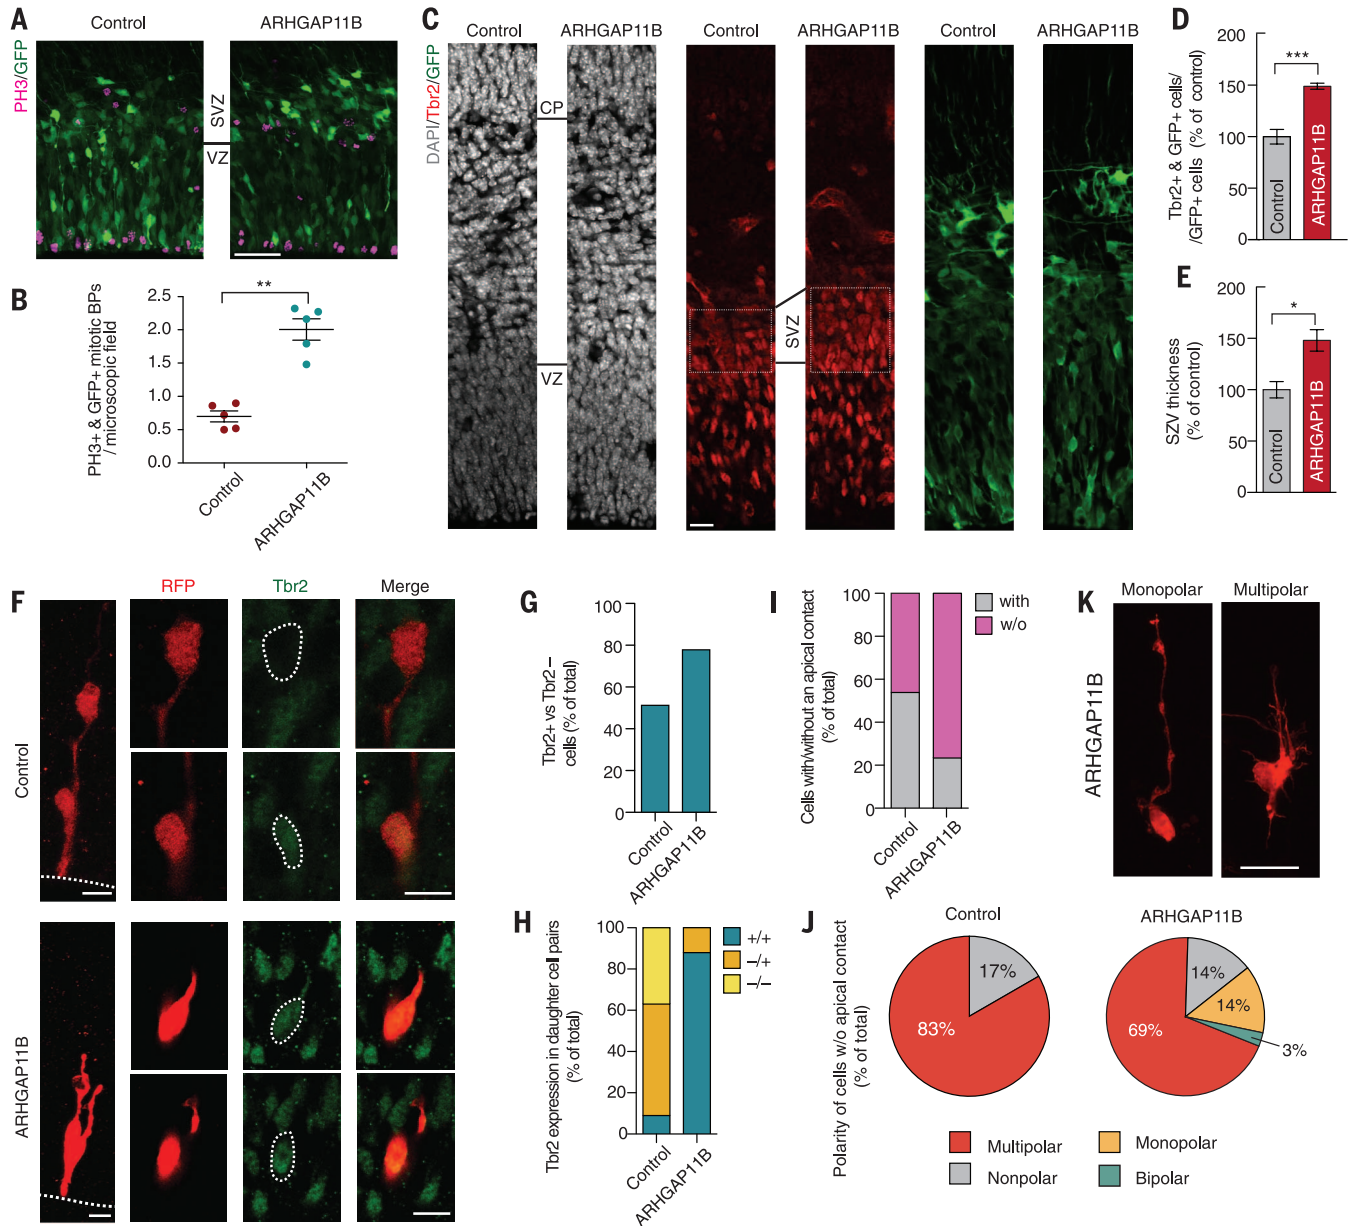 A
Control
ARHGAP11B
PH3/GFP
SVZ
VZ
B
PH3+ & GFP+ mitotic BPs
/ microscopic field
2.5
2.0
1.5
1.0
0.5
0.0
**
Control
ARHGAP11B
C
Control
ARHGAP11B
Control
ARHGAP11B
Control
ARHGAP11B
DAPI/Tbr2/GFP
CP
VZ
SVZ
D
Tbr2+ & GFP+ cells/
/GFP+ cells (% of control)
200
150
100
50
0
***
Control
ARHGAP11B
E
SZV thickness
(% of control)
200
150
100
50
0
*
Control
ARHGAP11B
F
RFP
Tbr2
Merge
Control
ARHGAP11B
G
Tbr2+ vs Tbr2–
cells (% of total)
100
80
60
40
20
0
Control
ARHGAP11B
H
Tbr2 expression in daughter cell pairs
(% of total)
100
80
60
40
20
0
+/+
–/+
–/–
Control
ARHGAP11B
I
Cells with/without an apical contact
(% of total)
100
80
60
40
20
0
with
w/o
Control
ARHGAP11B
K
Monopolar
Multipolar
ARHGAP11B
J
Polarity of cells w/o apical contact
(% of total)
Control
ARHGAP11B
17%
83%
14%
14%
69%
3%
Multipolar
Nonpolar
Monopolar
Bipolar